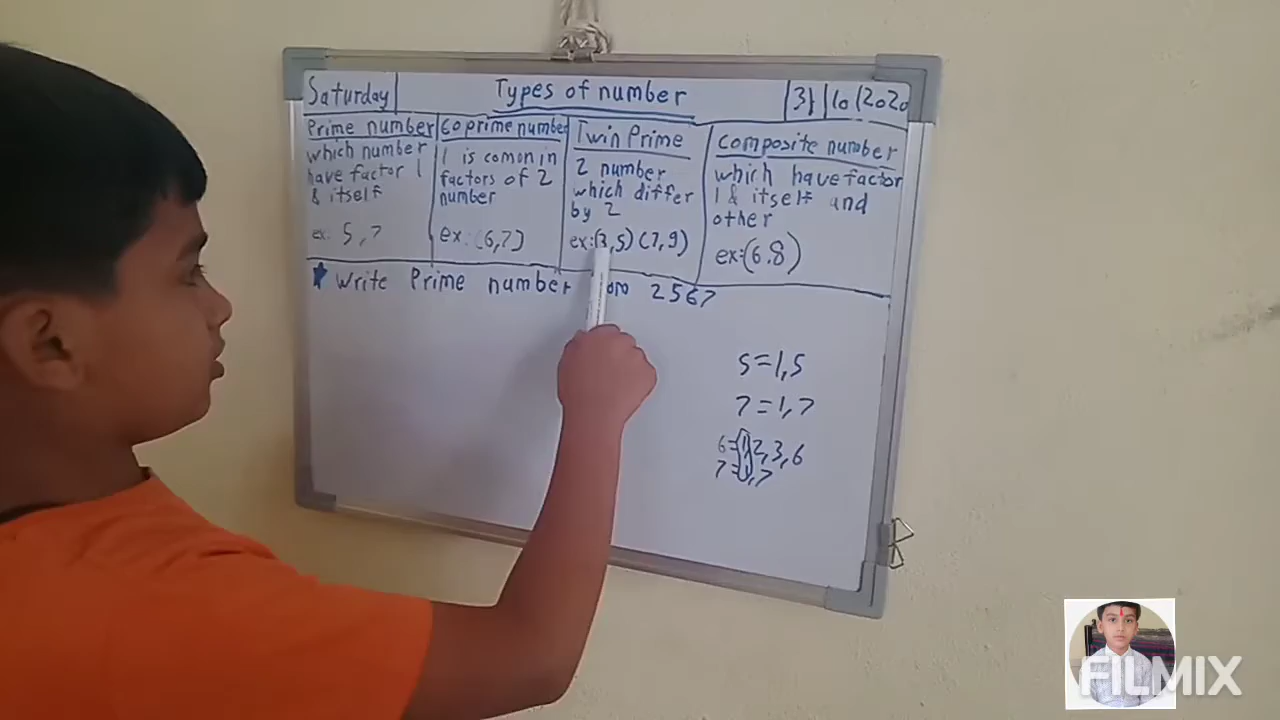 Saturday
Types of number
31/10/2020
Prime number
which number
have factor 1
& itself
ex: 5,7
Coprime number
1 is comon in
factors of 2
number
ex: (6,7)
Twin Prime
2 number
which differ
by 2
ex:(3,5) (7,9)
composite number
which have factor
1 & itself and
other
ex:(6.8)
★ Write Prime number 2567
5=1,5
7=1,7
6=1,2,3,6
7=1,7
FILMIX